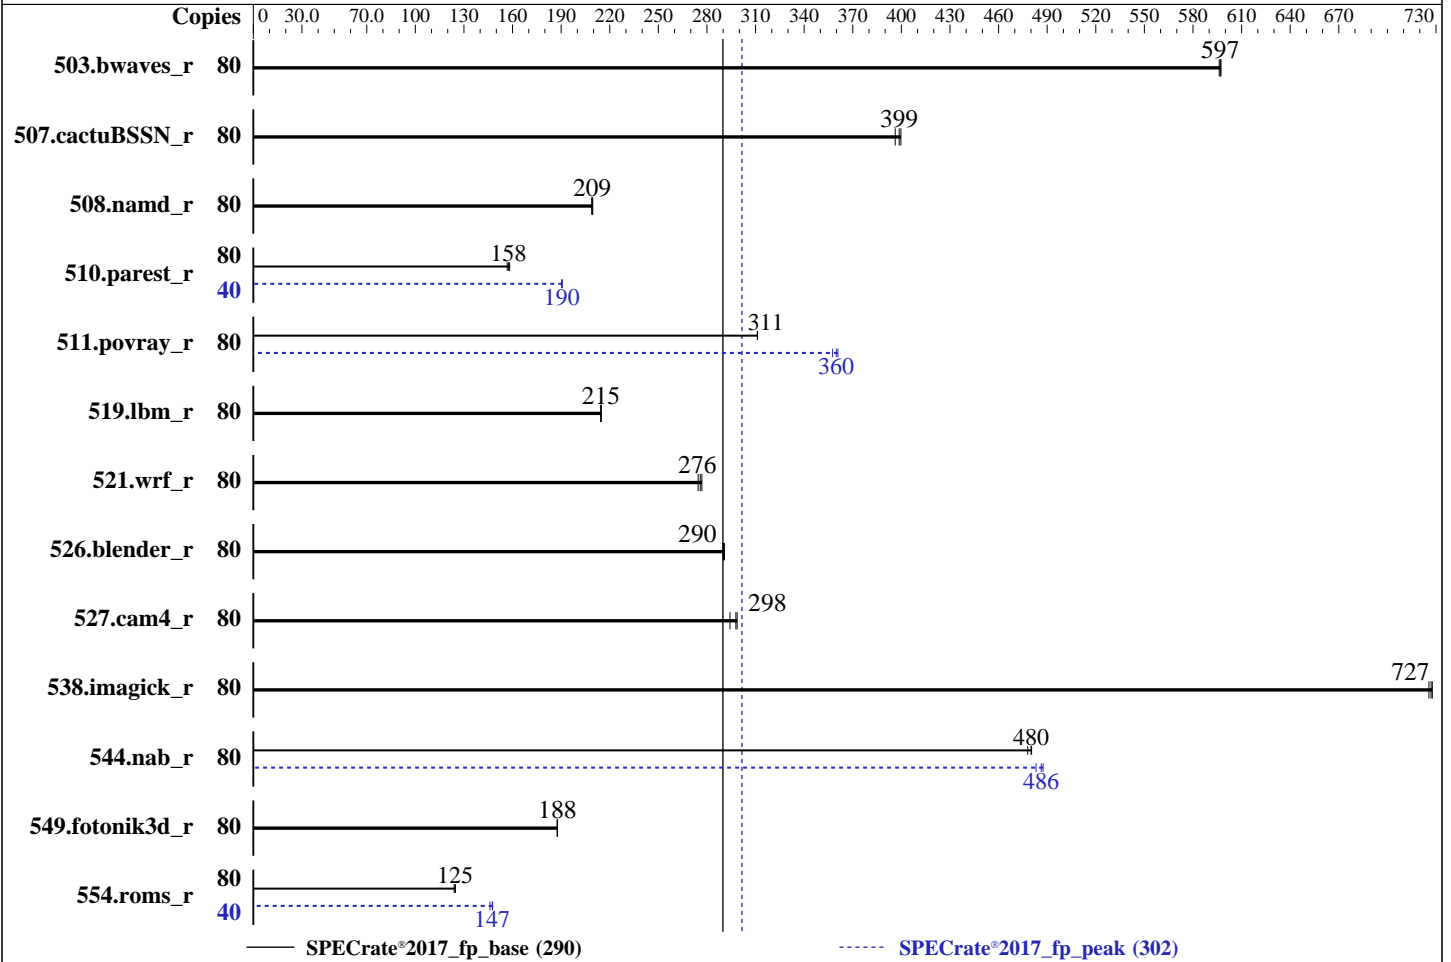 Copies 0 30.0 70.0 100 130 160 190 220 250 280 310 340 370 400 430 460 490 520 550 580 610 640 670 730
503.bwaves_r 80 597
507.cactuBSSN_r 80 399
508.namd_r 80 209
80 158
510.parest_r
40 190
511.povray_r 80 311
360
519.lbm_r 80 215
521.wrf_r 80 276
526.blender_r 80 290
527.cam4_r 80 298
538.imagick_r 80 727
544.nab_r 80 480
486
549.fotonik3d_r 80 188
80 125
554.roms_r
40 147
SPECrate®2017_fp_base (290) SPECrate®2017_fp_peak (302)